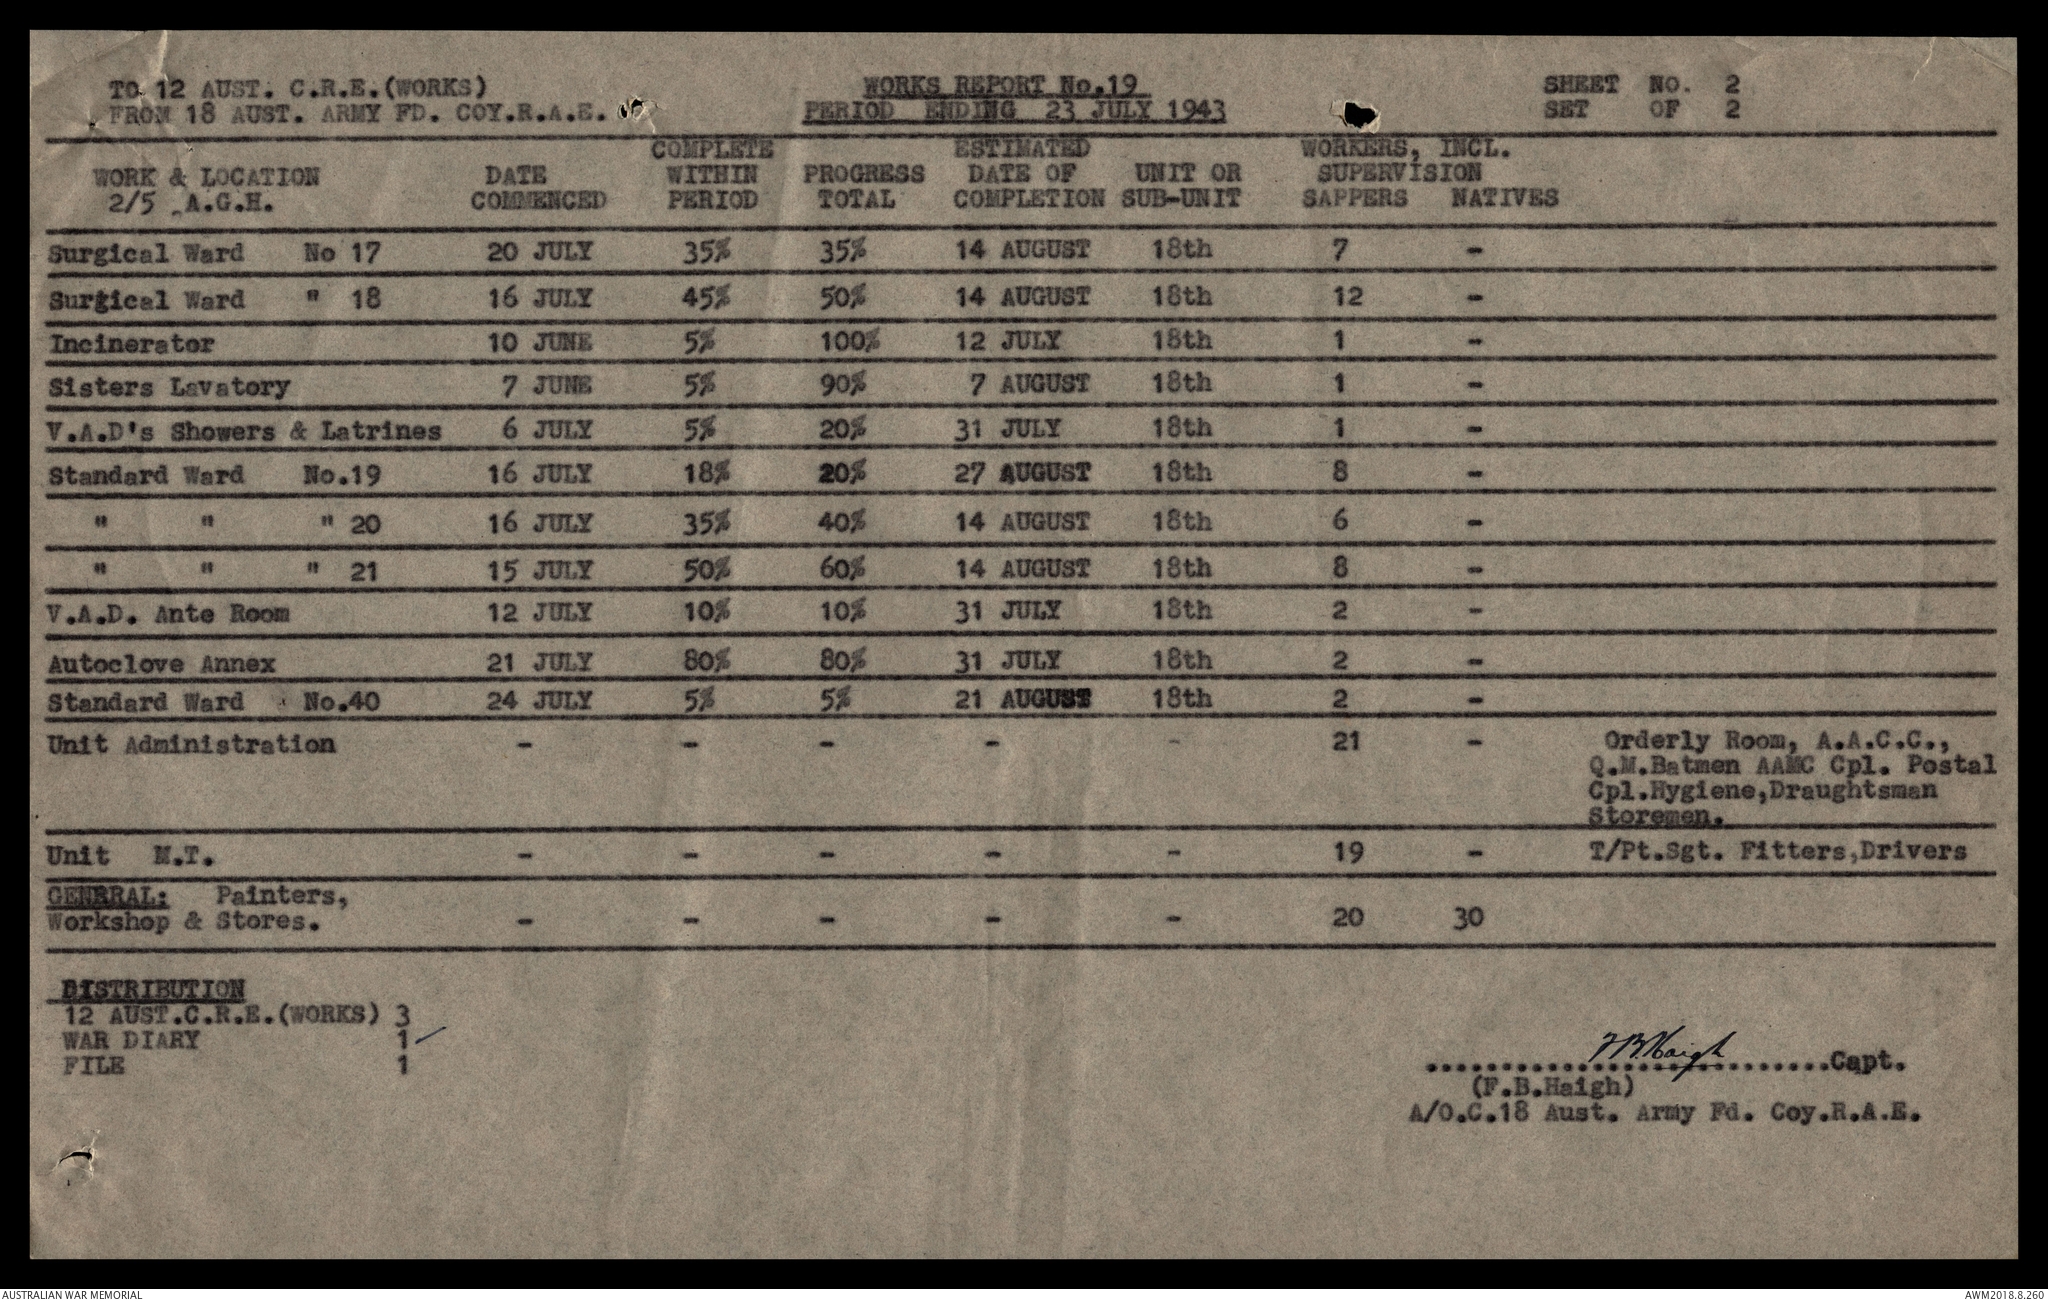 TO 12 AUST. C.R.E.(WORKS) WORKS REPORT No.19 SHEET NO. 2
FROM 18 AUST. ARMY FD. COY.R.A.E. PERIOD ENDING 23 JULY 1943 SET OF 2
COMPLETE ESTIMATED WORKERS, INCL.
WORK & LOCATION DATE WITHIN PROGRESS DATE OF UNIT OR SUPERVISION
2/5 A.G.H. COMMENCED PERIOD TOTAL COMPLETION SUB-UNIT SAPPERS NATIVES
Surgical Ward No 17 20 JULY 35% 35% 14 AUGUST 18th 7 -
Surgical Ward " 18 16 JULY 45% 50% 14 AUGUST 18th 12 -
Incinerator 10 JUNE 5% 100% 12 JULY 18th 1 -
Sisters Lavatory 7 JUNE 5% 90% 7 AUGUST 18th 1 -
V.A.D's Showers & Latrines 6 JULY 5% 20% 31 JULY 18th 1 -
Standard Ward No.19 16 JULY 18% 20% 27 AUGUST 18th 8 -
" " " 20 16 JULY 35% 40% 14 AUGUST 18th 6 -
" " " 21 15 JULY 50% 60% 14 AUGUST 18th 8 -
V.A.D. Ante Room 12 JULY 10% 10% 31 JULY 18th 2 -
Autoclove Annex 21 JULY 80% 80% 31 JULY 18th 2 -
Standard Ward No.40 24 JULY 5% 5% 21 AUGUST 18th 2 -
Unit Administration - - - - - 21 - Orderly Room, A.A.C.C.,
Q.M.Batmen AAMC Cpl. Postal
Cpl.Hygiene,Draughtsman
Storemen.
Unit M.T. - - - - - 19 - T/Pt.Sgt. Fitters,Drivers
GENERAL: Painters,
Workshop & Stores. - - - - - 20 30
DISTRIBUTION
12 AUST.C.R.E.(WORKS) 3
WAR DIARY 1
FILE 1
F B Haigh
............................Capt.
(F.B.Haigh)
A/O.C.18 Aust. Army Fd. Coy.R.A.E.
AUSTRALIAN WAR MEMORIAL AWM2018.8.260